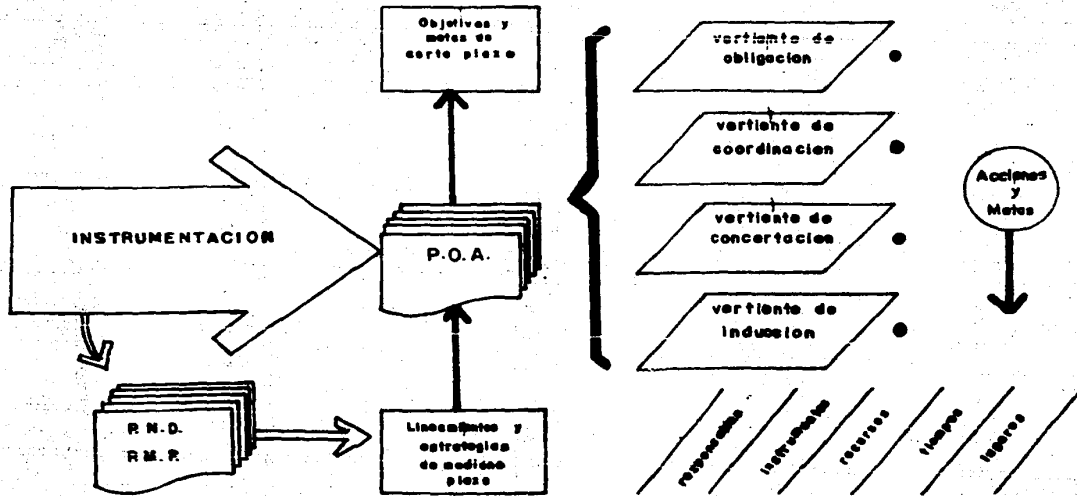 Objetivos y
metas de
corto plazo
vertiente de
obligacion
vertiente de
coordinacion
Acciones
y
Metas
INSTRUMENTACION
P.O.A.
vertiente de
concertacion
vertiente de
induccion
P.N.D.
R.M.P.
Lineamientos y
estrategias
de mediano
plazo
responsables
instrumentos
recursos
tiempos
lugares